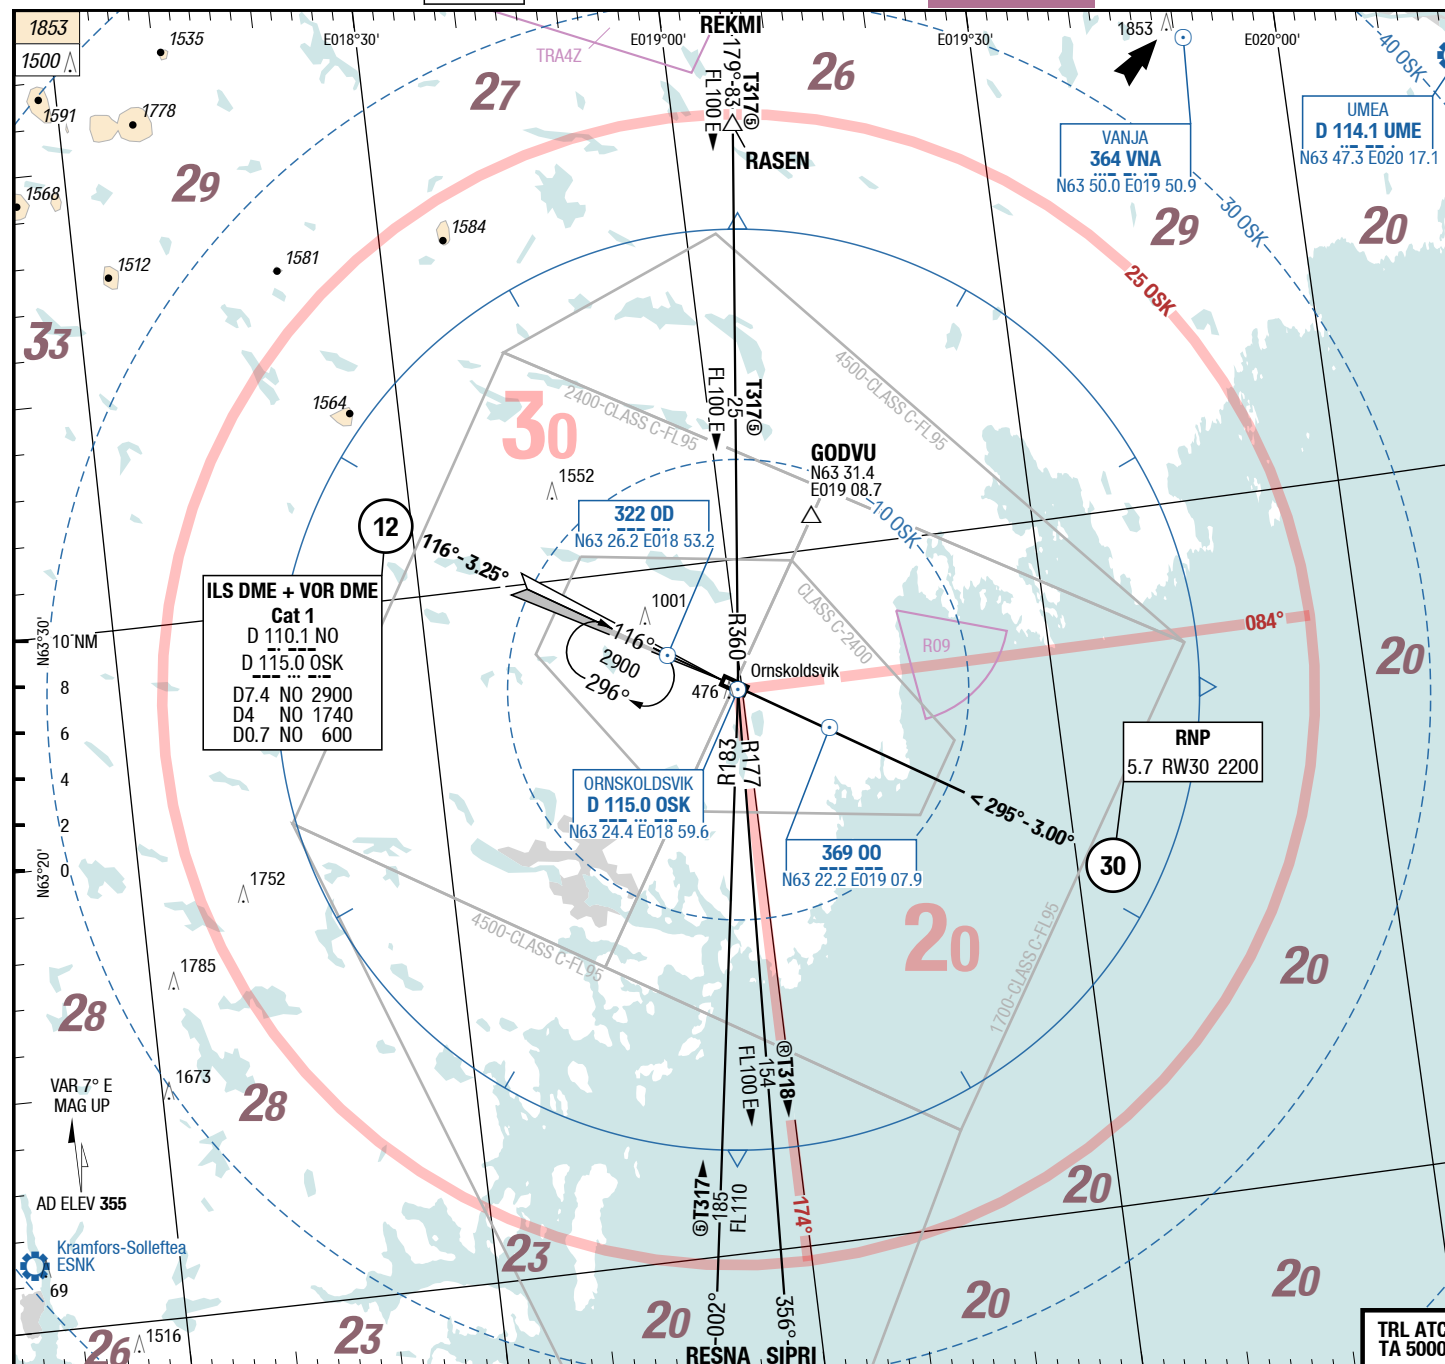 1853
1500
1535
E018°30'
E019°00'
REKMI
E019°30'
1853
E020°00'
40 OSK
TRA4Z
27
26
179°-83
FL100 E
T317⑤
1591
1778
RASEN
VANJA
364 VNA
N63 50.0 E019 50.9
UMEA
D 114.1 UME
N63 47.3 E020 17.1
29
1568
1584
29
30 OSK
20
1512
1581
25 OSK
33
4500-CLASS C-FL95
1564
2400-CLASS C-FL95
FL100 E
25
T317⑤
30
GODVU
N63 31.4
E019 08.7
1552
10 OSK
12
322 OD
N63 26.2 E018 53.2
116°-3.25°
ILS DME + VOR DME
Cat 1
D 110.1 NO
D 115.0 OSK
D7.4 NO 2900
D4 NO 1740
D0.7 NO 600
1001
CLASS C-2400
R09
084°
R360
116°
2900
296°
N63°30'
10 NM
8
6
4
2
0
N63°20'
Ornskoldsvik
476
20
R183
R177
RNP
5.7 RW30 2200
ORNSKOLDSVIK
D 115.0 OSK
N63 24.4 E018 59.6
< 295°-3.00°
369 OO
N63 22.2 E019 07.9
30
1752
4500-CLASS C-FL95
20
1700-CLASS C-FL95
20
1785
28
®T318
154
FL100 E
VAR 7° E
MAG UP
1673
28
AD ELEV 355
⑤T317
185
FL110
174°
20
Kramfors-Solleftea
ESNK
69
23
20
26
1516
23
20
002°
356°
20
RESNA
SIPRI
TRL ATC
TA 5000